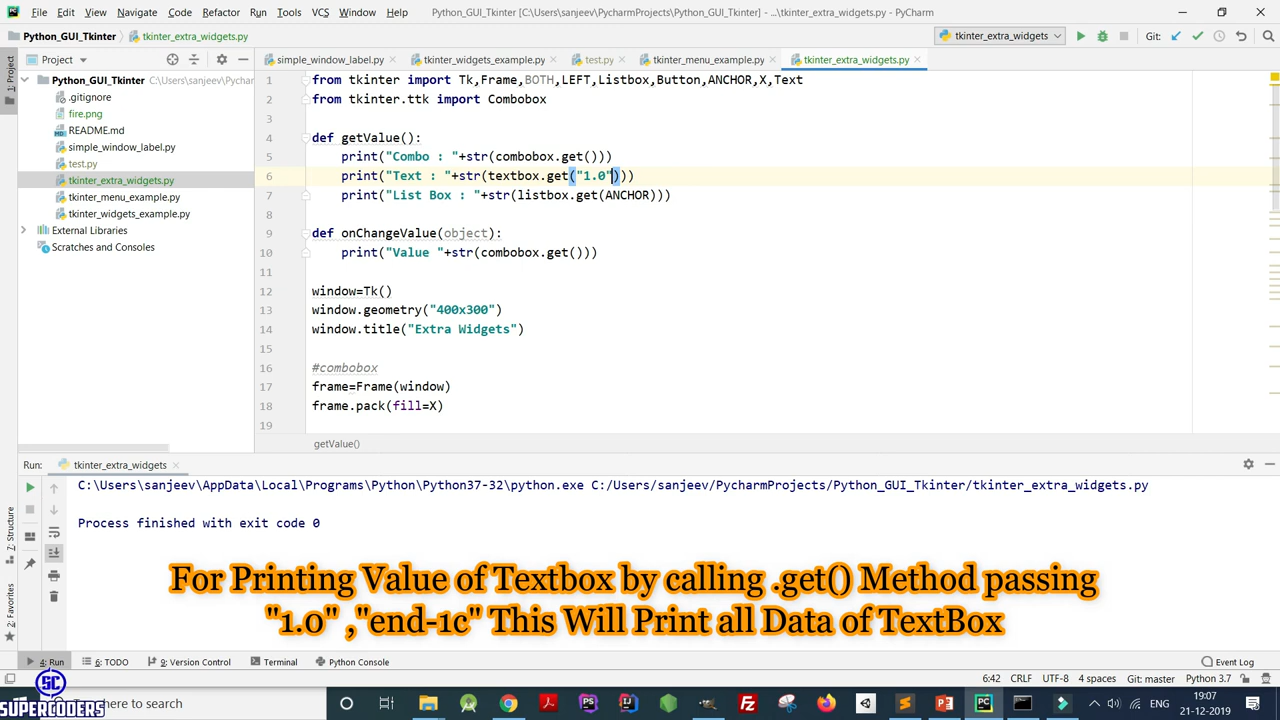 File Edit View Navigate Code Refactor Run Tools VCS Window Help Python_GUI_Tkinter [C:\Users\sanjeev\PycharmProjects\Python_GUI_Tkinter] - ...\tkinter_extra_widgets.py - PyCharm
Python_GUI_Tkinter tkinter_extra_widgets.py tkinter_extra_widgets Git:
Project simple_window_label.py tkinter_widgets_example.py test.py tkinter_menu_example.py tkinter_extra_widgets.py
1: Project
Python_GUI_Tkinter C:\Users\sanjeev\Pychar
.gitignore
fire.png
README.md
simple_window_label.py
test.py
tkinter_extra_widgets.py
tkinter_menu_example.py
tkinter_widgets_example.py
External Libraries
Scratches and Consoles
1 from tkinter import Tk,Frame,BOTH,LEFT,Listbox,Button,ANCHOR,X,Text
2 from tkinter.ttk import Combobox
3
4 def getValue():
5 print("Combo : "+str(combobox.get()))
6 print("Text : "+str(textbox.get("1.0")))
7 print("List Box : "+str(listbox.get(ANCHOR)))
8
9 def onChangeValue(object):
10 print("Value "+str(combobox.get()))
11
12 window=Tk()
13 window.geometry("400x300")
14 window.title("Extra Widgets")
15
16 #combobox
17 frame=Frame(window)
18 frame.pack(fill=X)
19
getValue()
Run: tkinter_extra_widgets
C:\Users\sanjeev\AppData\Local\Programs\Python\Python37-32\python.exe C:/Users/sanjeev/PycharmProjects/Python_GUI_Tkinter/tkinter_extra_widgets.py
Process finished with exit code 0
7: Structure
2: Favorites
For Printing Value of Textbox by calling .get() Method passing
"1.0" ,"end-1c" This Will Print all Data of TextBox
4: Run 6: TODO 9: Version Control Terminal Python Console Event Log
6:42 CRLF UTF-8 4 spaces Git: master Python 3.7
SC
SUPERCODERS
here to search
ENG
19:07
21-12-2019